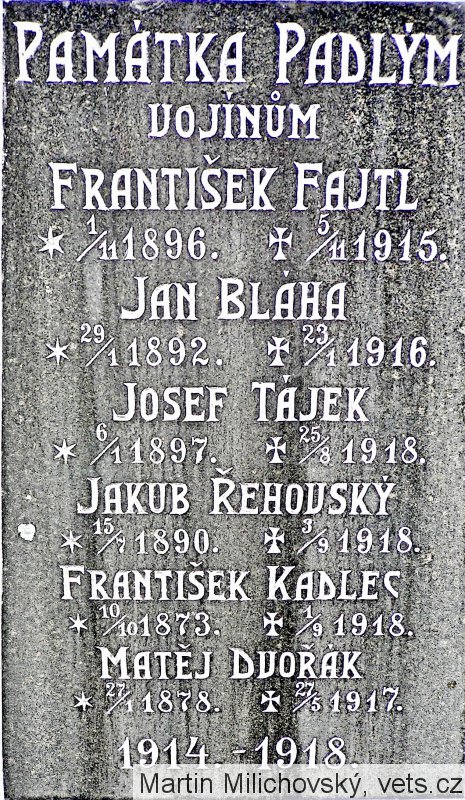 PAMÁTKA PADLÝM
VOJÍNŮM
FRANTIŠEK FAJTL
* 1/11 1896. ✠ 5/11 1915.
JAN BLÁHA
* 29/1 1892. ✠ 23/1 1916.
JOSEF TÁJEK
* 6/1 1897. ✠ 25/8 1918.
JAKUB ŘEHOVSKÝ
* 15/7 1890. ✠ 3/9 1918.
FRANTIŠEK KADLEC
* 10/10 1873. ✠ 1/9 1918.
MATĚJ DVOŘÁK
* 27/1 1878. ✠ 27/5 1917.
1914.-1918.
Martin Milichovský, vets.cz